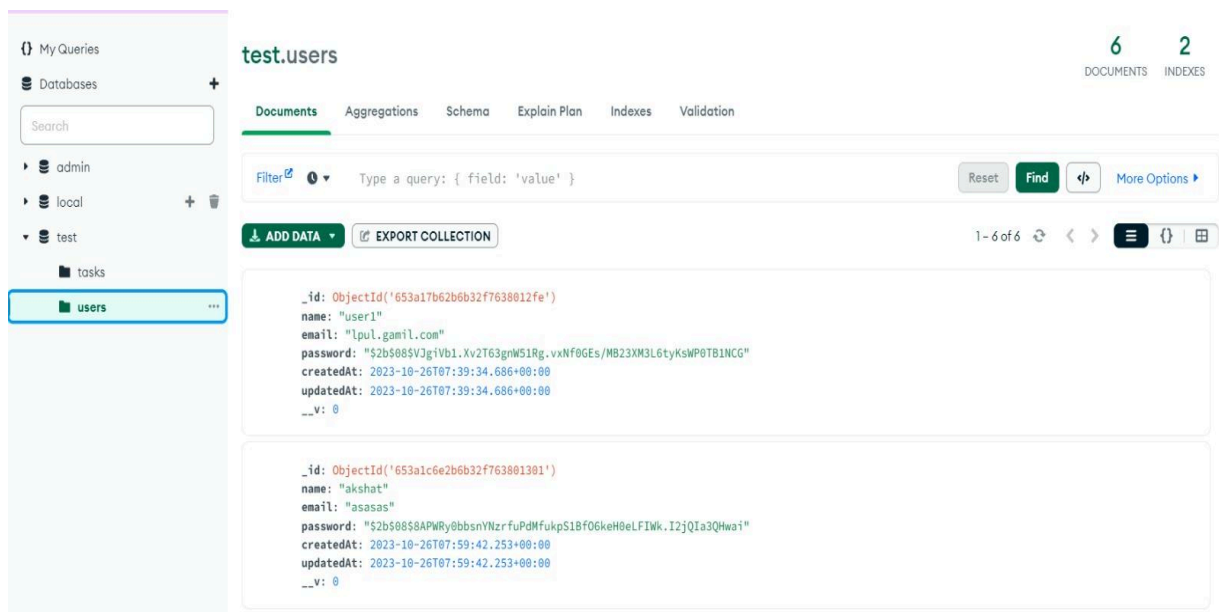 {} My Queries
Databases +
Search
admin
local +
test
tasks
users ...
test.users
6 DOCUMENTS
2 INDEXES
Documents Aggregations Schema Explain Plan Indexes Validation
Filter Type a query: { field: 'value' } Reset Find </> More Options
ADD DATA EXPORT COLLECTION 1-6 of 6 {}
_id: ObjectId('653a17b62b6b32f7638012fe')
name: "user1"
email: "lpul.gamil.com"
password: "$2b$08$VJgiVb1.Xv2T63gnW51Rg.vxNf0GEs/MB23XM3L6tyKsWP0TB1NCG"
createdAt: 2023-10-26T07:39:34.686+00:00
updatedAt: 2023-10-26T07:39:34.686+00:00
__v: 0
_id: ObjectId('653a1c6e2b6b32f763801301')
name: "akshat"
email: "asasas"
password: "$2b$08$8APWRy0bbsnYNzrfuPdMfukpS1BfO6keH0eLFIWk.I2jQIa3QHwai"
createdAt: 2023-10-26T07:59:42.253+00:00
updatedAt: 2023-10-26T07:59:42.253+00:00
__v: 0